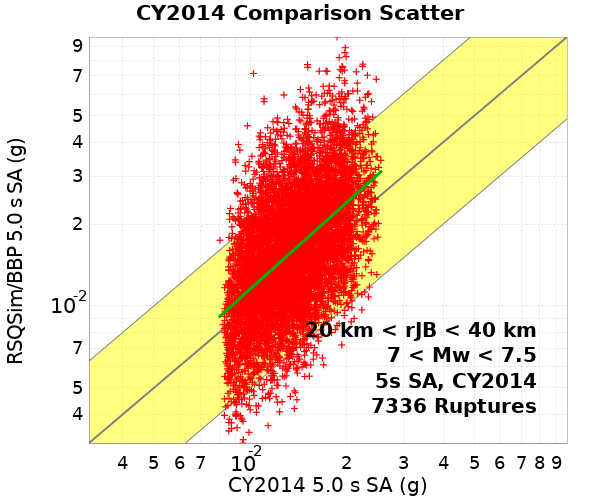 CY2014 Comparison Scatter
RSQSim/BBP 5.0 s SA (g)
9
7
5
4
3
2
10-2
7
5
4
20 km < rJB < 40 km
7 < Mw < 7.5
5s SA, CY2014
7336 Ruptures
4 5 6 7 10-2 2 3 4 5 6 7 8 9
CY2014 5.0 s SA (g)